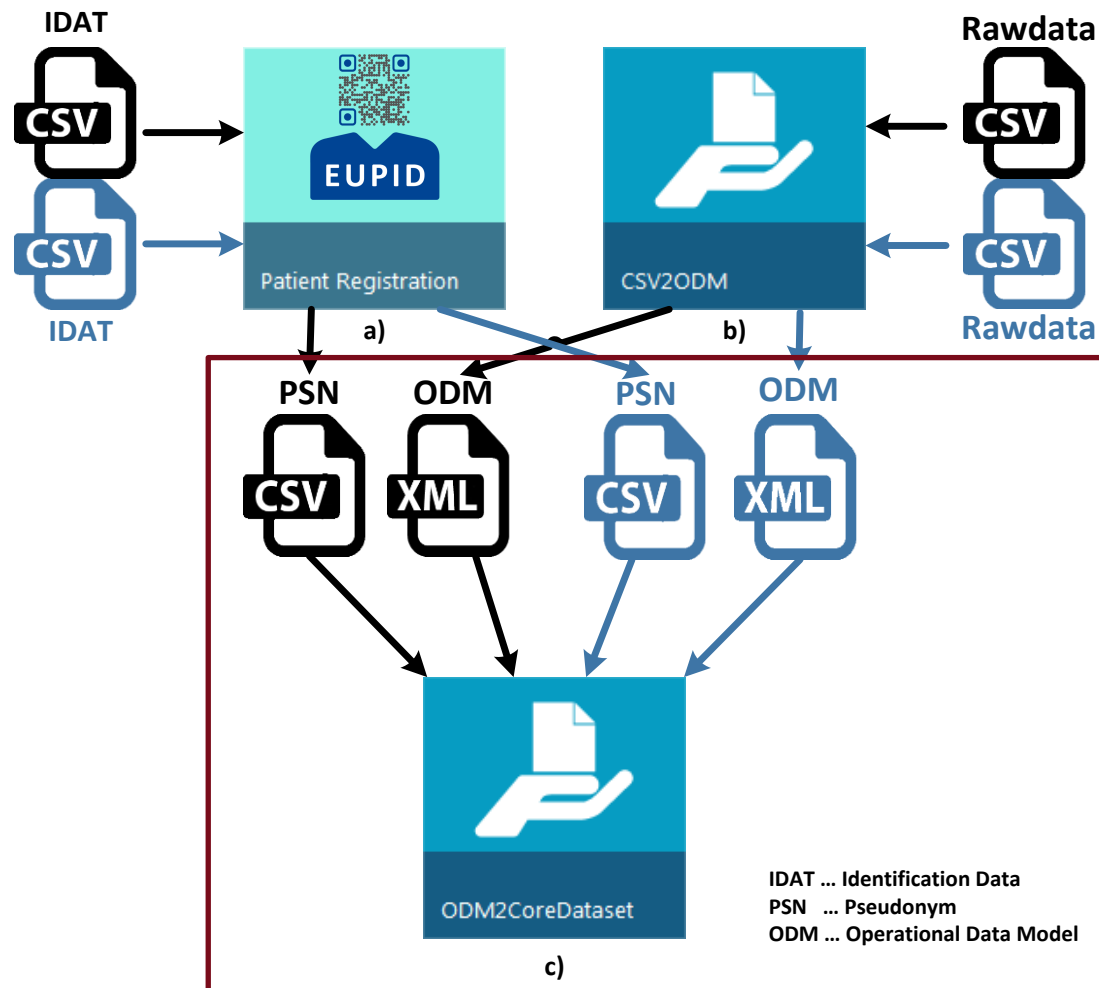 IDAT
Rawdata
CSV
CSV
EUPID
CSV
CSV
Patient Registration
CSV2ODM
IDAT
Rawdata
a)
b)
PSN
ODM
PSN
ODM
CSV
XML
CSV
XML
ODM2CoreDataset
IDAT ... Identification Data
PSN ... Pseudonym
ODM ... Operational Data Model
c)